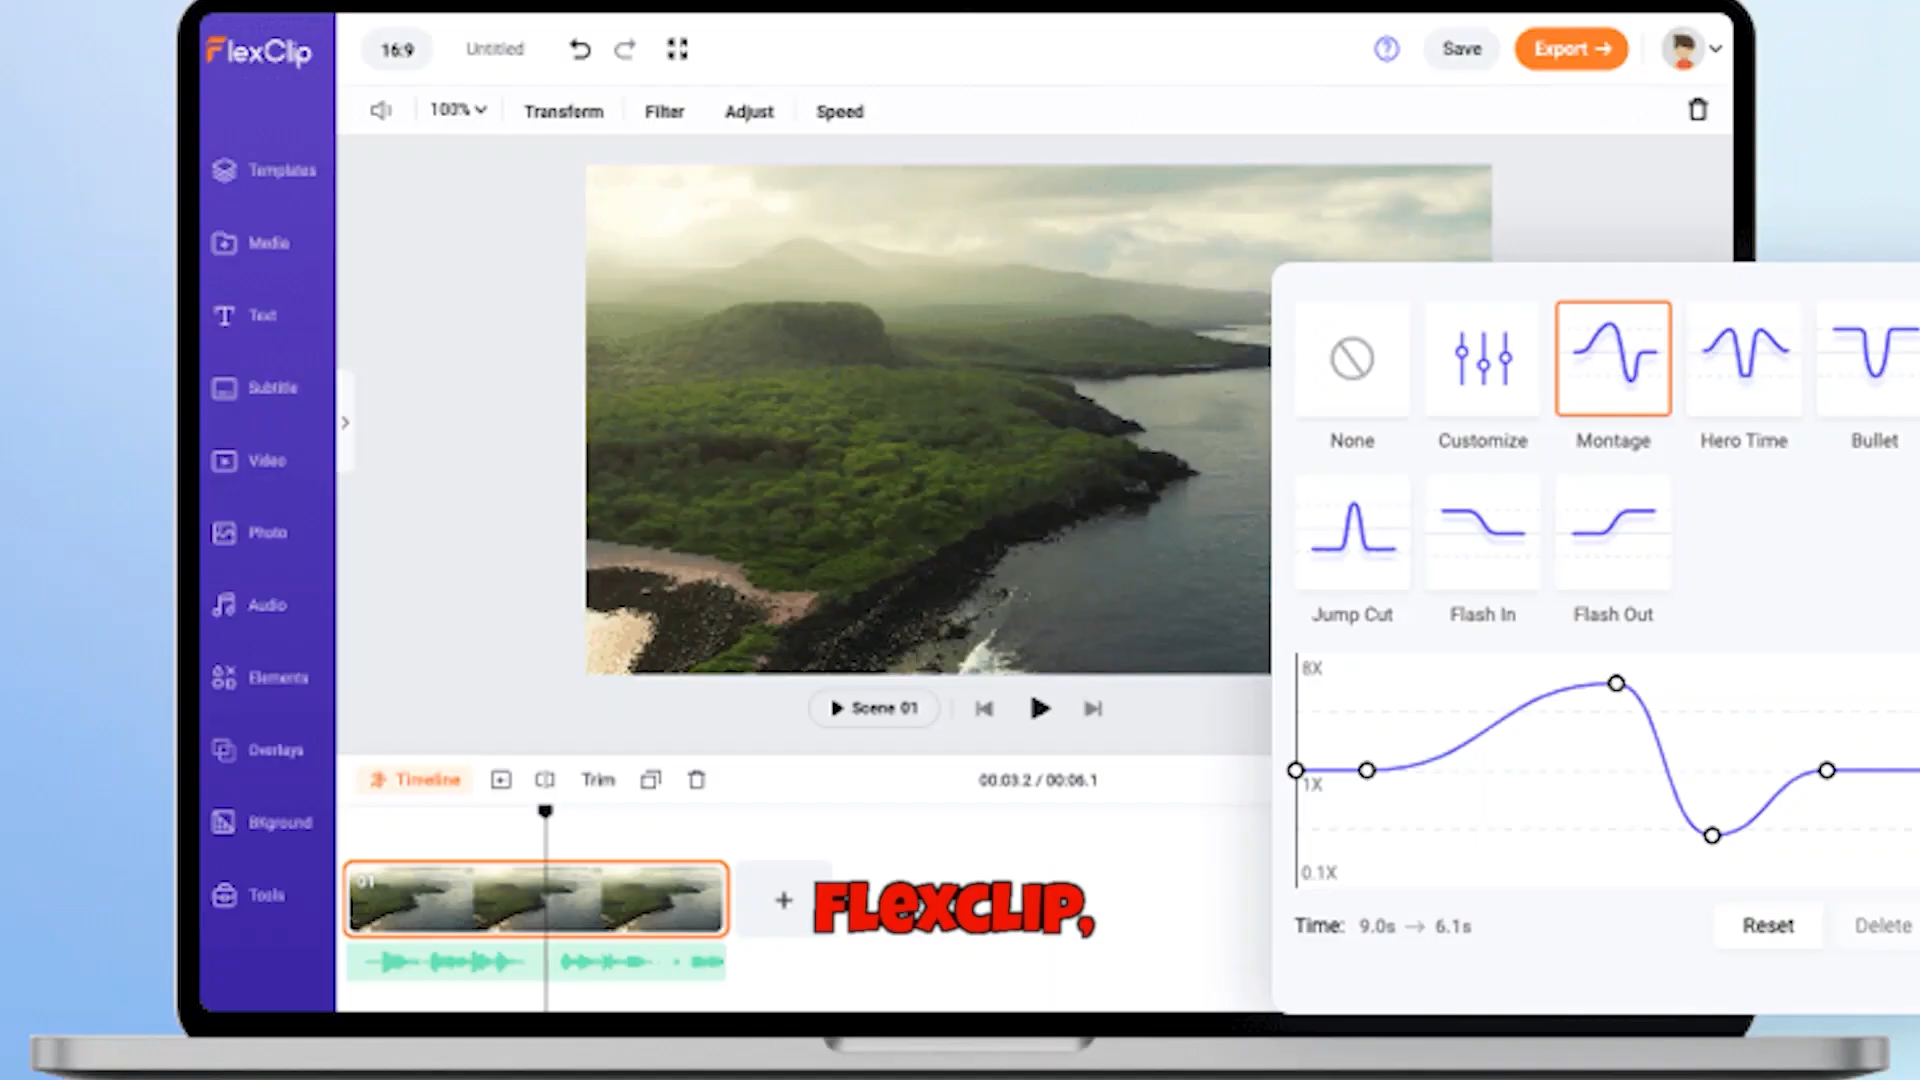 FlexClip
16:9
Untitled
Save
Export
100%
Transform
Filter
Adjust
Speed
Templates
Media
Text
Subtitle
Video
Photo
Audio
Elements
Overlays
BKground
Tools
None
Customize
Montage
Hero Time
Bullet
Jump Cut
Flash In
Flash Out
8X
1X
0.1X
Time: 9.0s → 6.1s
Reset
Delete
Scene 01
Timeline
Trim
00:03.2 / 00:06.1
01
FLEXCLIP,